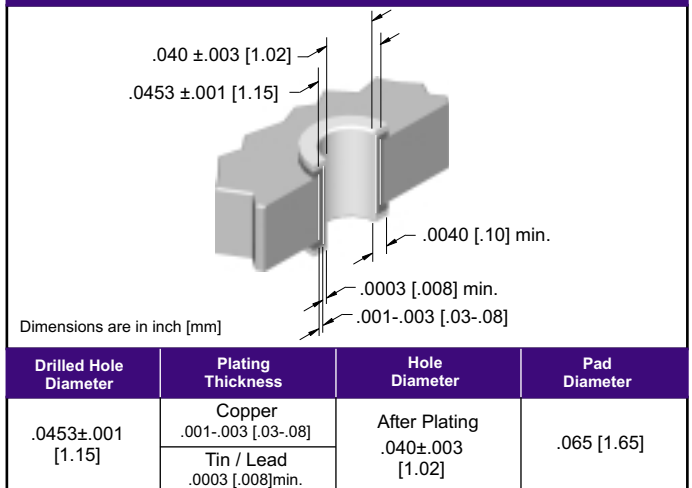 .040 ±.003 [1.02]
.0453 ±.001 [1.15]
.0040 [.10] min.
.0003 [.008] min.
.001-.003 [.03-.08]
Dimensions are in inch [mm]
Drilled Hole
Diameter
Plating
Thickness
Hole
Diameter
Pad
Diameter
.0453±.001
[1.15]
Copper
.001-.003 [.03-.08]
Tin / Lead
.0003 [.008]min.
After Plating
.040±.003
[1.02]
.065 [1.65]